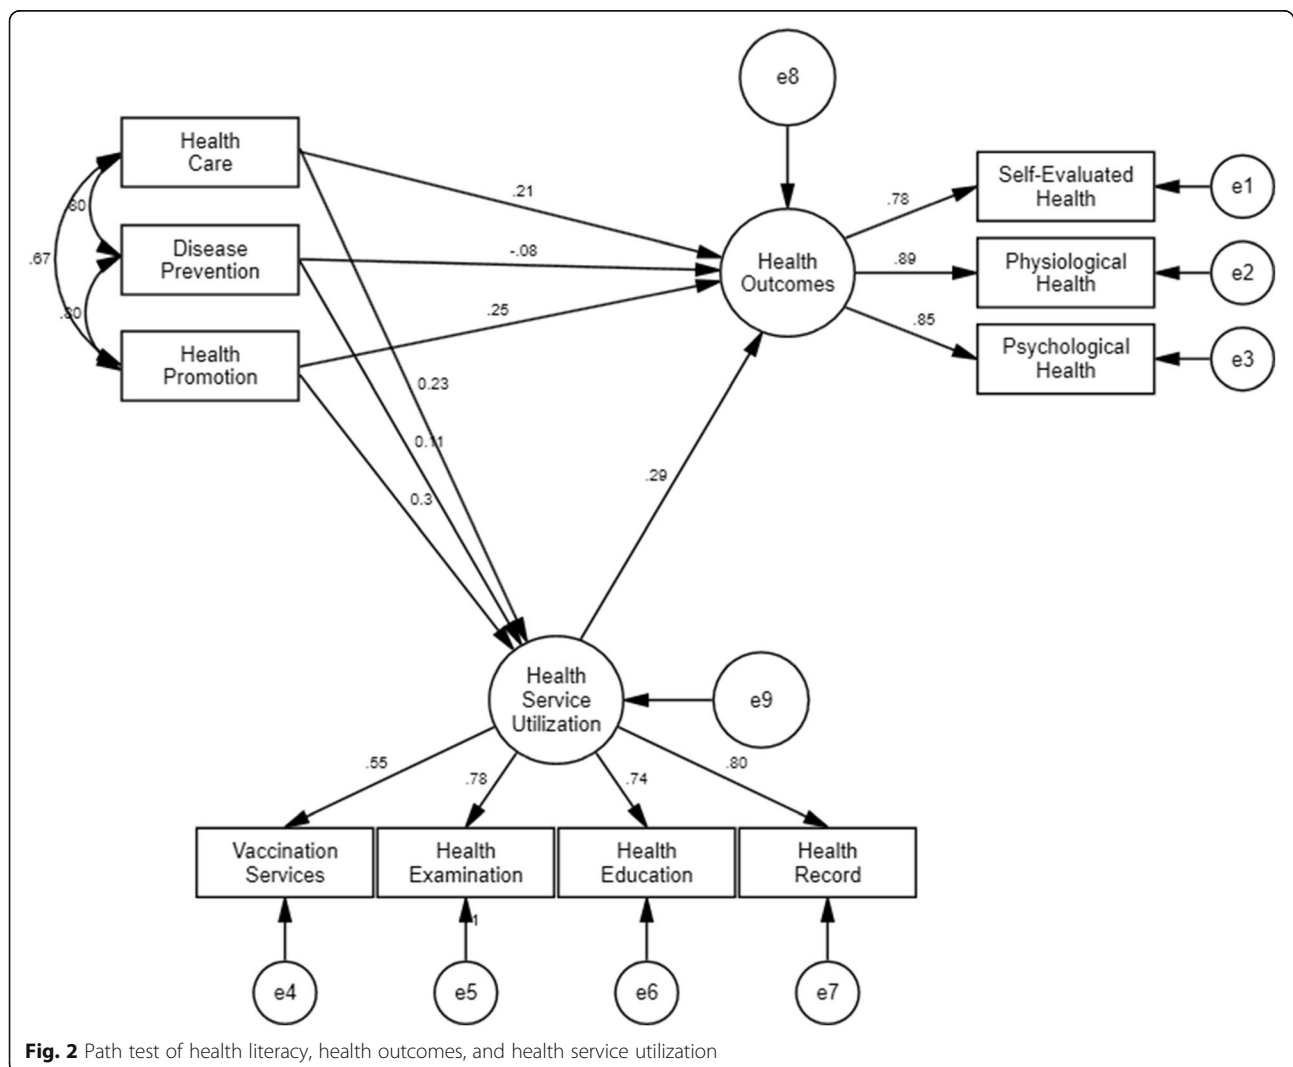 e8
Health
Care
.21
.80
Self-Evaluated
Health
e1
.78
Disease
Prevention
-.08
.67
Health
Outcomes
.89
Physiological
Health
e2
.80
.25
.85
Health
Promotion
Psychological
Health
e3
0.23
0.11
0.3
.29
Health
Service
Utilization
e9
.55
.78
.74
.80
Vaccination
Services
Health
Examination
Health
Education
Health
Record
1
e4
e5
e6
e7
Fig. 2 Path test of health literacy, health outcomes, and health service utilization